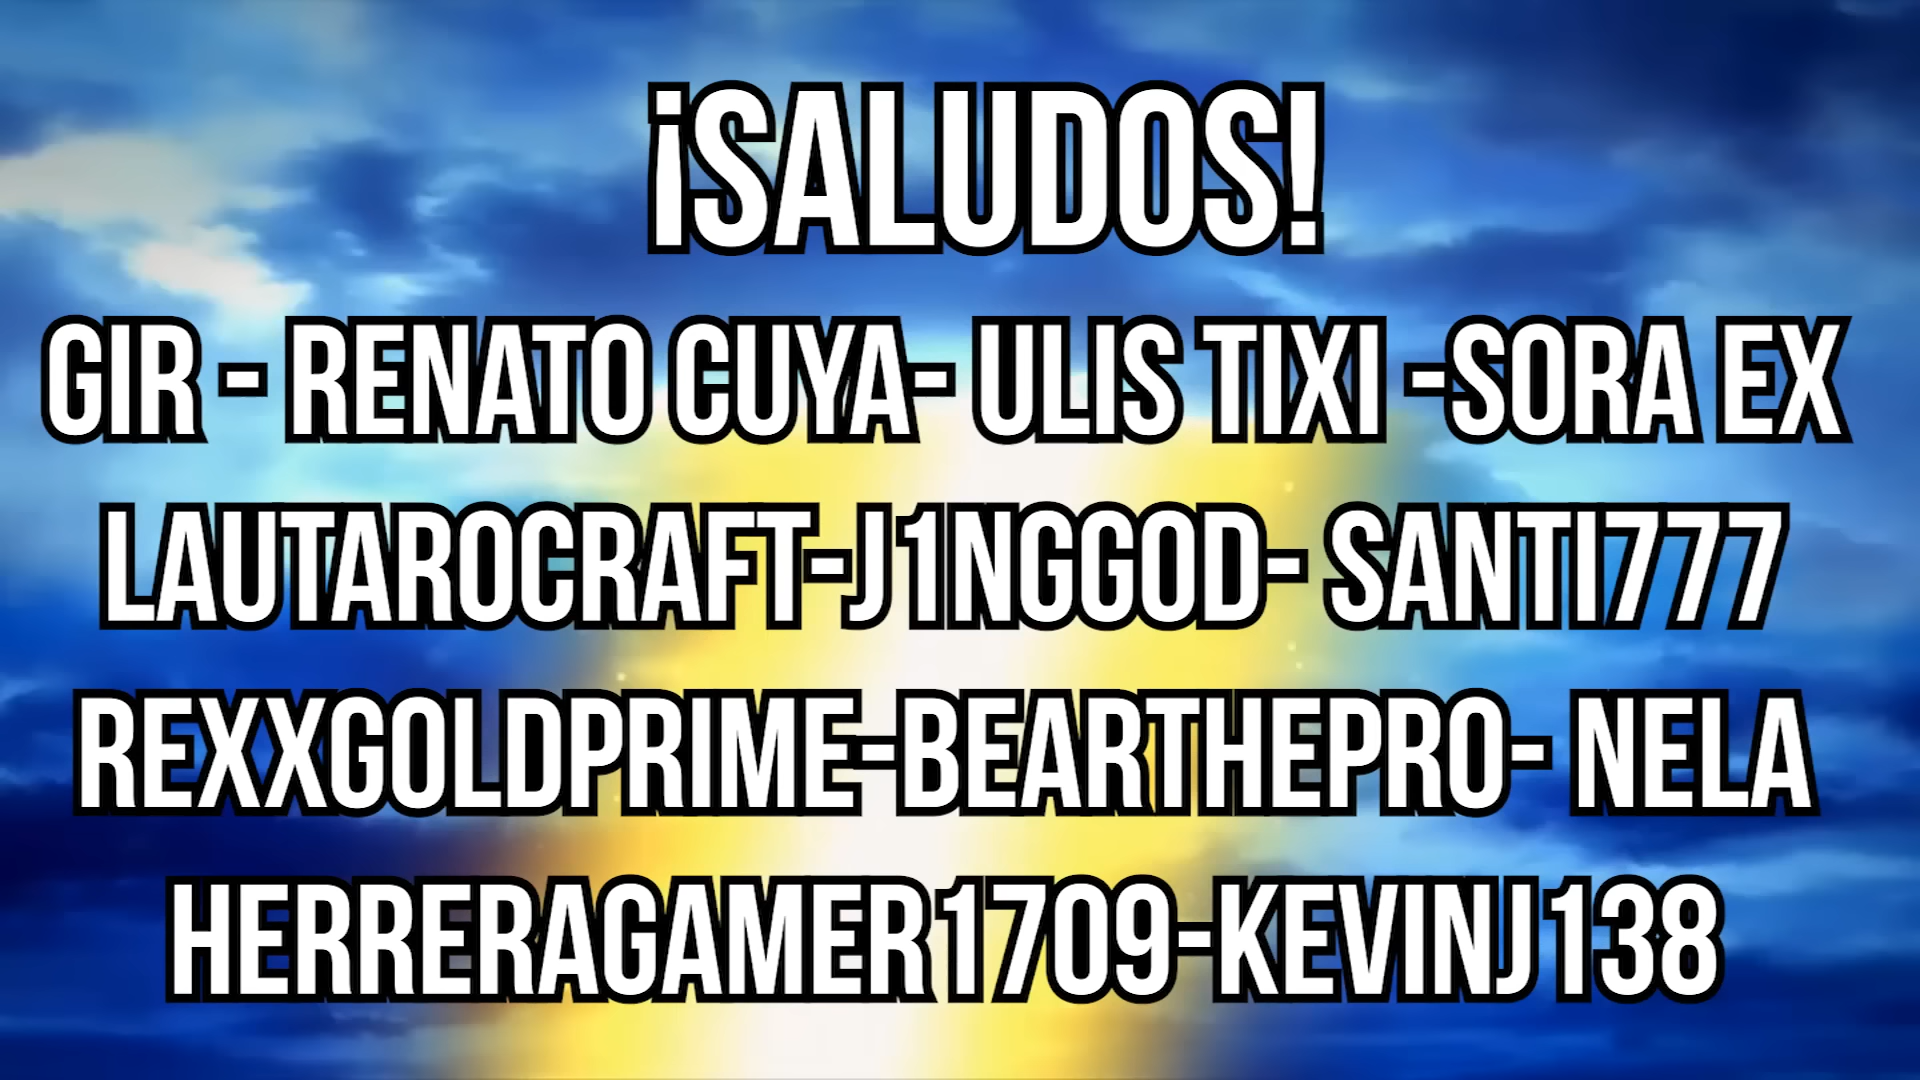 ¡SALUDOS!
GIR - RENATO CUYA- ULIS TIXI -SORA EX
LAUTAROCRAFT-J1NGGOD- SANTI777
REXXGOLDPRIME-BEARTHEPRO- NELA
HERRERAGAMER1709-KEVINJ138